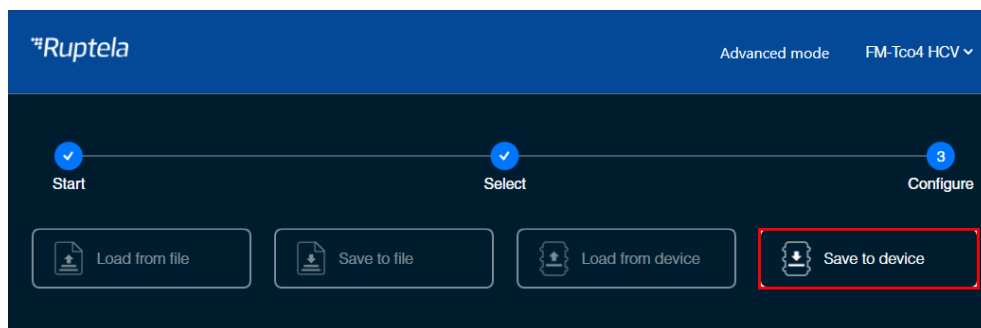 Ruptela
Advanced mode FM-Tco4 HCV
3
Start Select Configure
Load from file Save to file Load from device Save to device